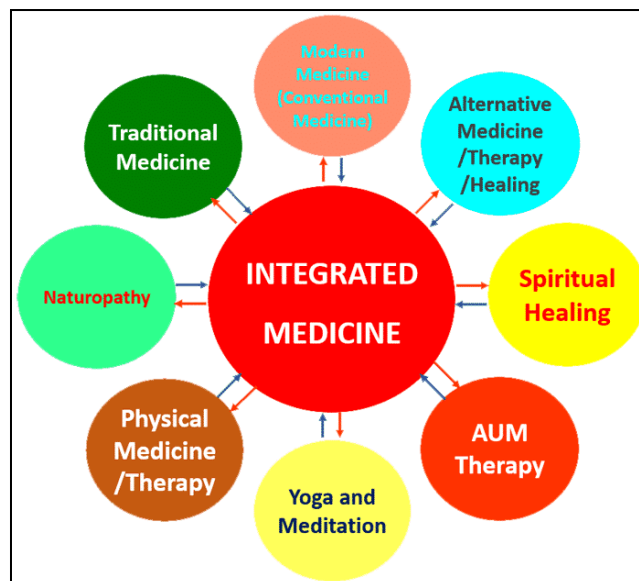 Modern
Medicine
(Conventional
Medicine)
Alternative
Medicine
/Therapy
/Healing
Spiritual
Healing
AUM
Therapy
Yoga and
Meditation
Physical
Medicine
/Therapy
Naturopathy
Traditional
Medicine
INTEGRATED
MEDICINE